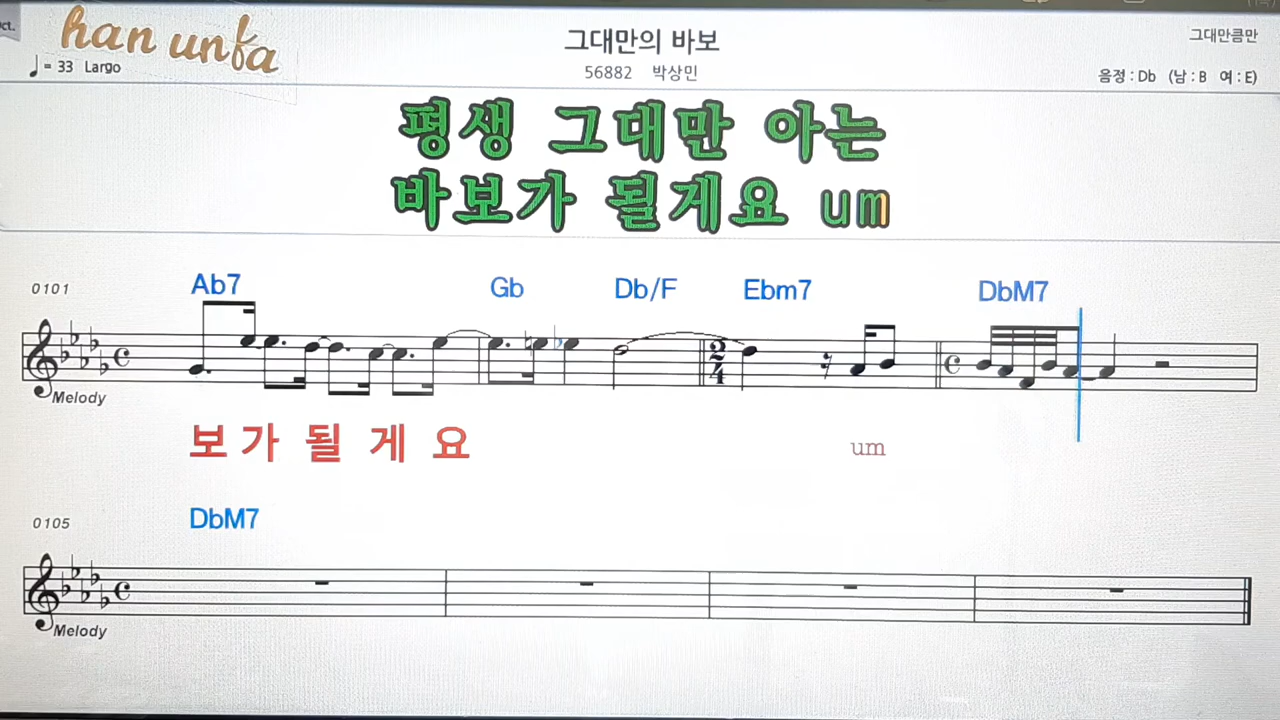 han unfa
♩= 33 Largo
그대만의 바보
56882 박상민
그대만큼만
음정 : Db (남 : B 여 : E)
평생 그대만 아는
바보가 될게요 um
0101
Ab7 Gb Db/F Ebm7 DbM7
2
4
Melody
보 가 될 게 요 um
0105
DbM7
Melody